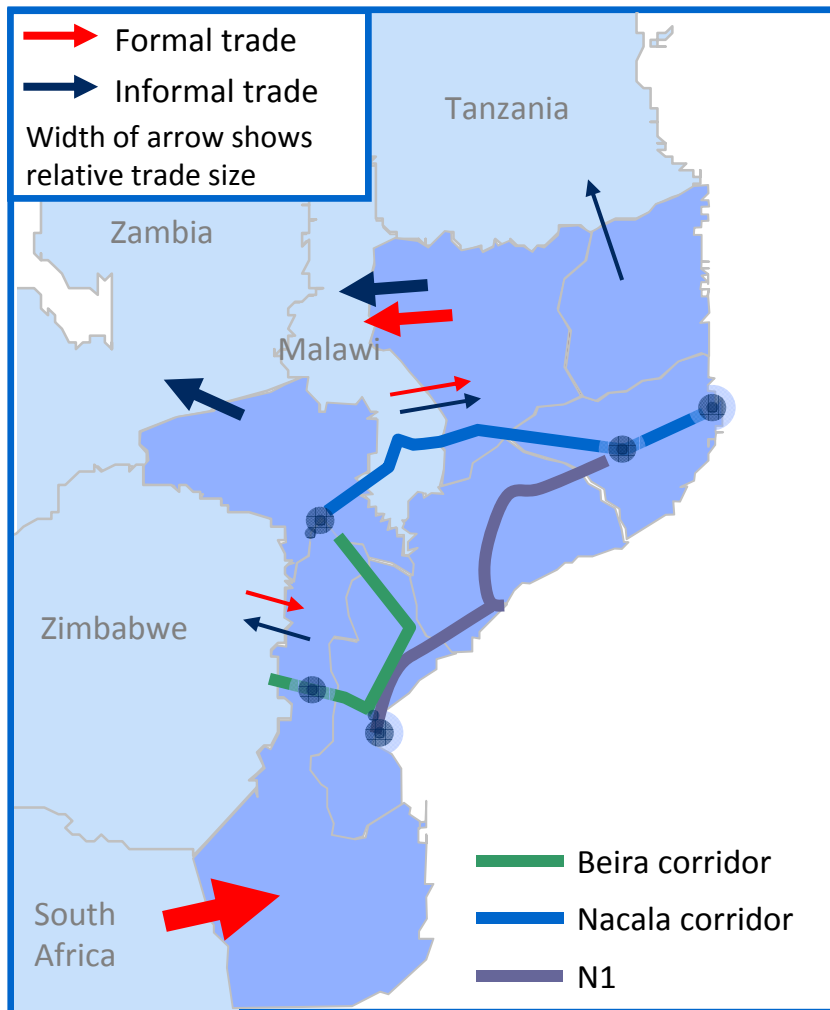 Formal trade
Informal trade
Width of arrow shows
relative trade size
Tanzania
Zambia
Malawi
Zimbabwe
South
Africa
Beira corridor
Nacala corridor
N1